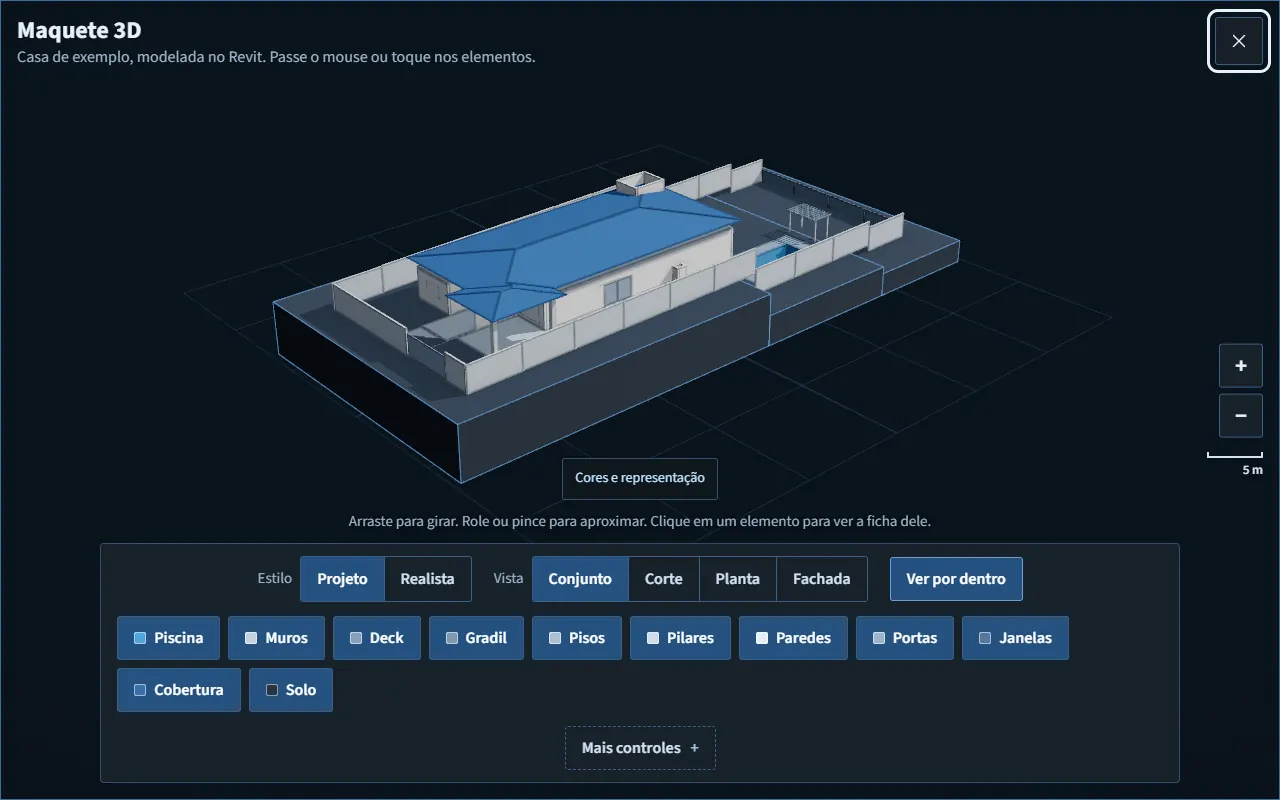 Maquete 3D
Casa de exemplo, modelada no Revit. Passe o mouse ou toque nos elementos.
+
−
5 m
Cores e representação
Arraste para girar. Role ou pince para aproximar. Clique em um elemento para ver a ficha dele.
Estilo Projeto Realista Vista Conjunto Corte Planta Fachada Ver por dentro
Piscina Muros Deck Gradil Pisos Pilares Paredes Portas Janelas
Cobertura Solo
Mais controles +